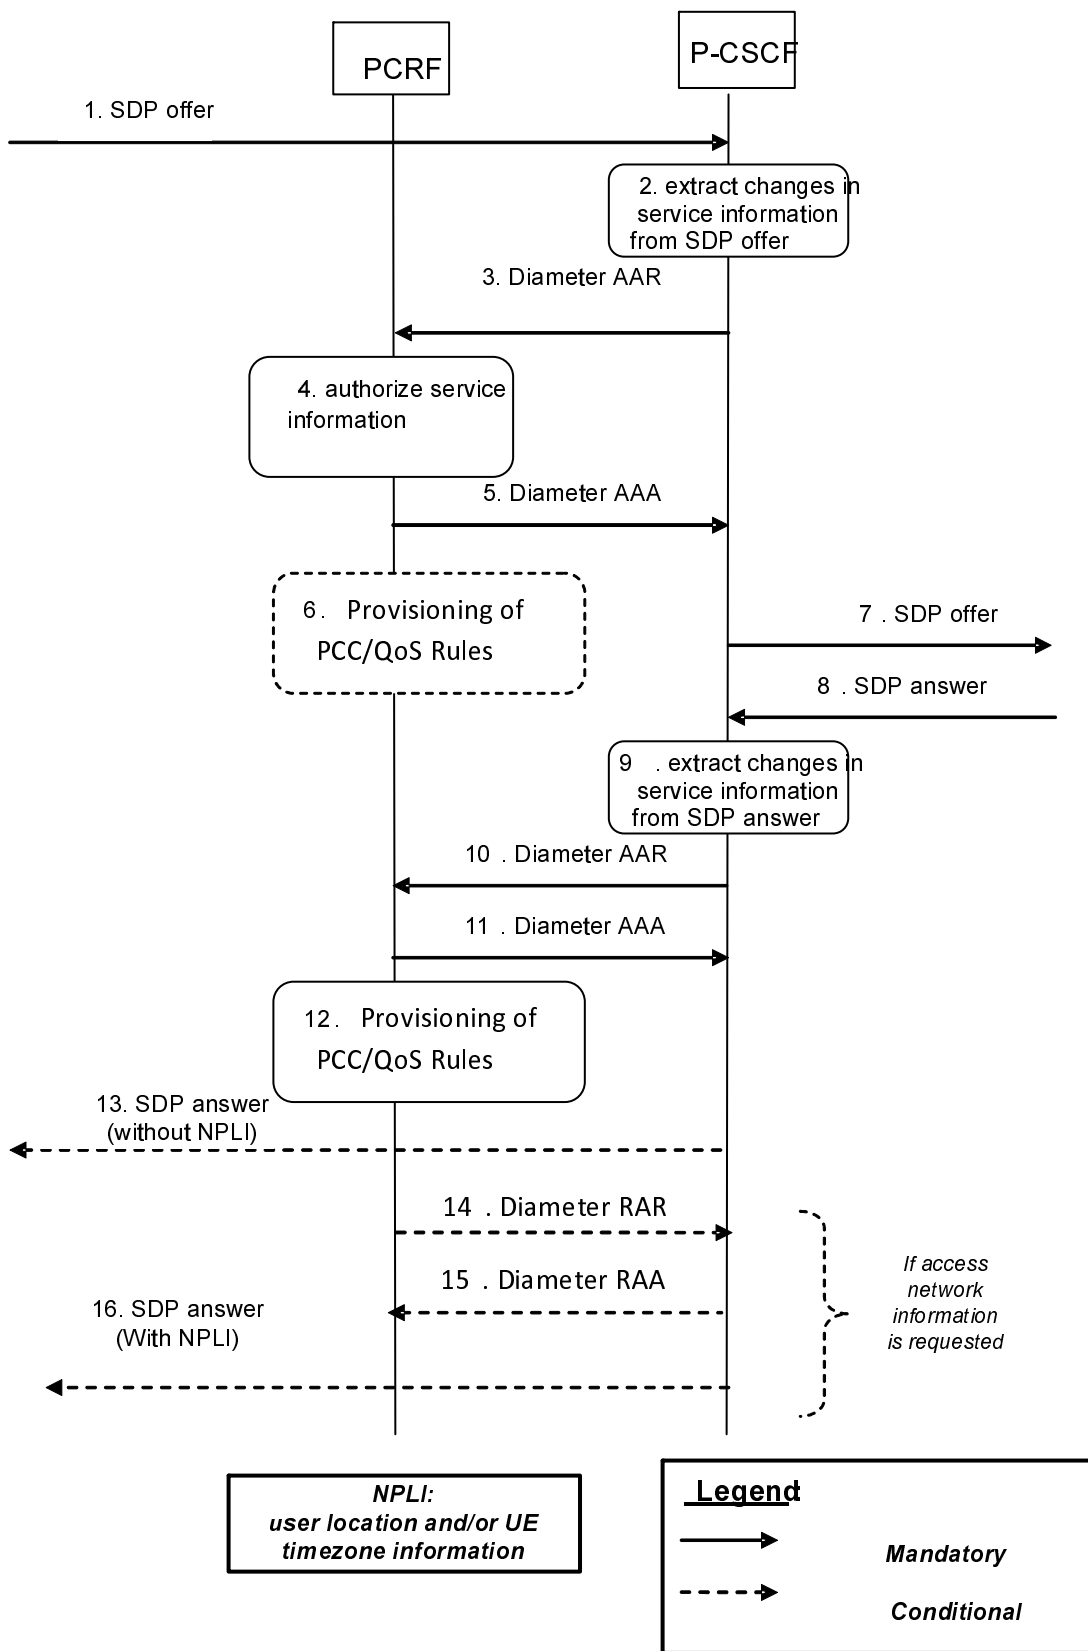 PCRF
P-CSCF
1. SDP offer
2. extract changes in
service information
from SDP offer
3. Diameter AAR
4. authorize service
information
5. Diameter AAA
6. Provisioning of
PCC/QoS Rules
7 . SDP offer
8 . SDP answer
9 . extract changes in
service information
from SDP answer
10 . Diameter AAR
11 . Diameter AAA
12. Provisioning of
PCC/QoS Rules
13. SDP answer
(without NPLI)
14 . Diameter RAR
15 . Diameter RAA
16. SDP answer
(With NPLI)
If access
network
information
is requested
NPLI:
user location and/or UE
timezone information
Legend:
Mandatory
Conditional